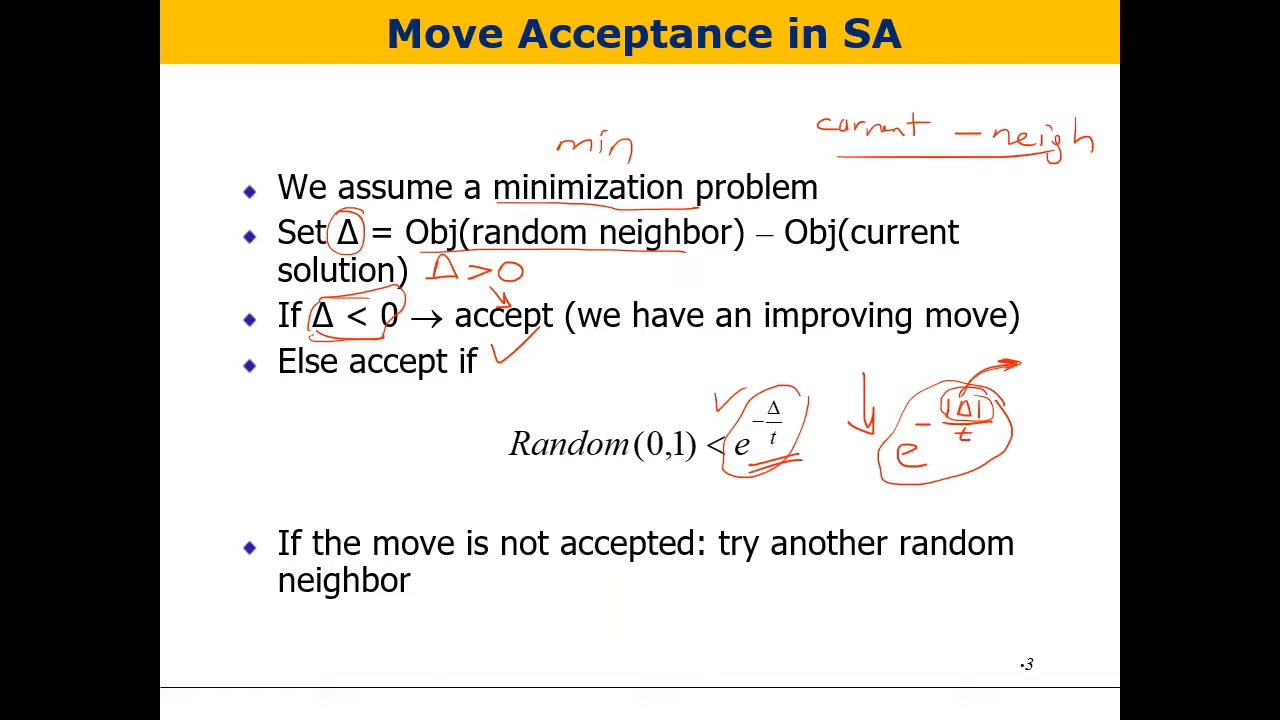 Move Acceptance in SA
current - neigh
min
We assume a minimization problem
Set Δ = Obj(random neighbor) – Obj(current
solution) Δ > 0
If Δ < 0 → accept (we have an improving move)
Else accept if
Random(0,1) < e^{-Δ/t}
e^{-|Δ|/t}
If the move is not accepted: try another random
neighbor
•3